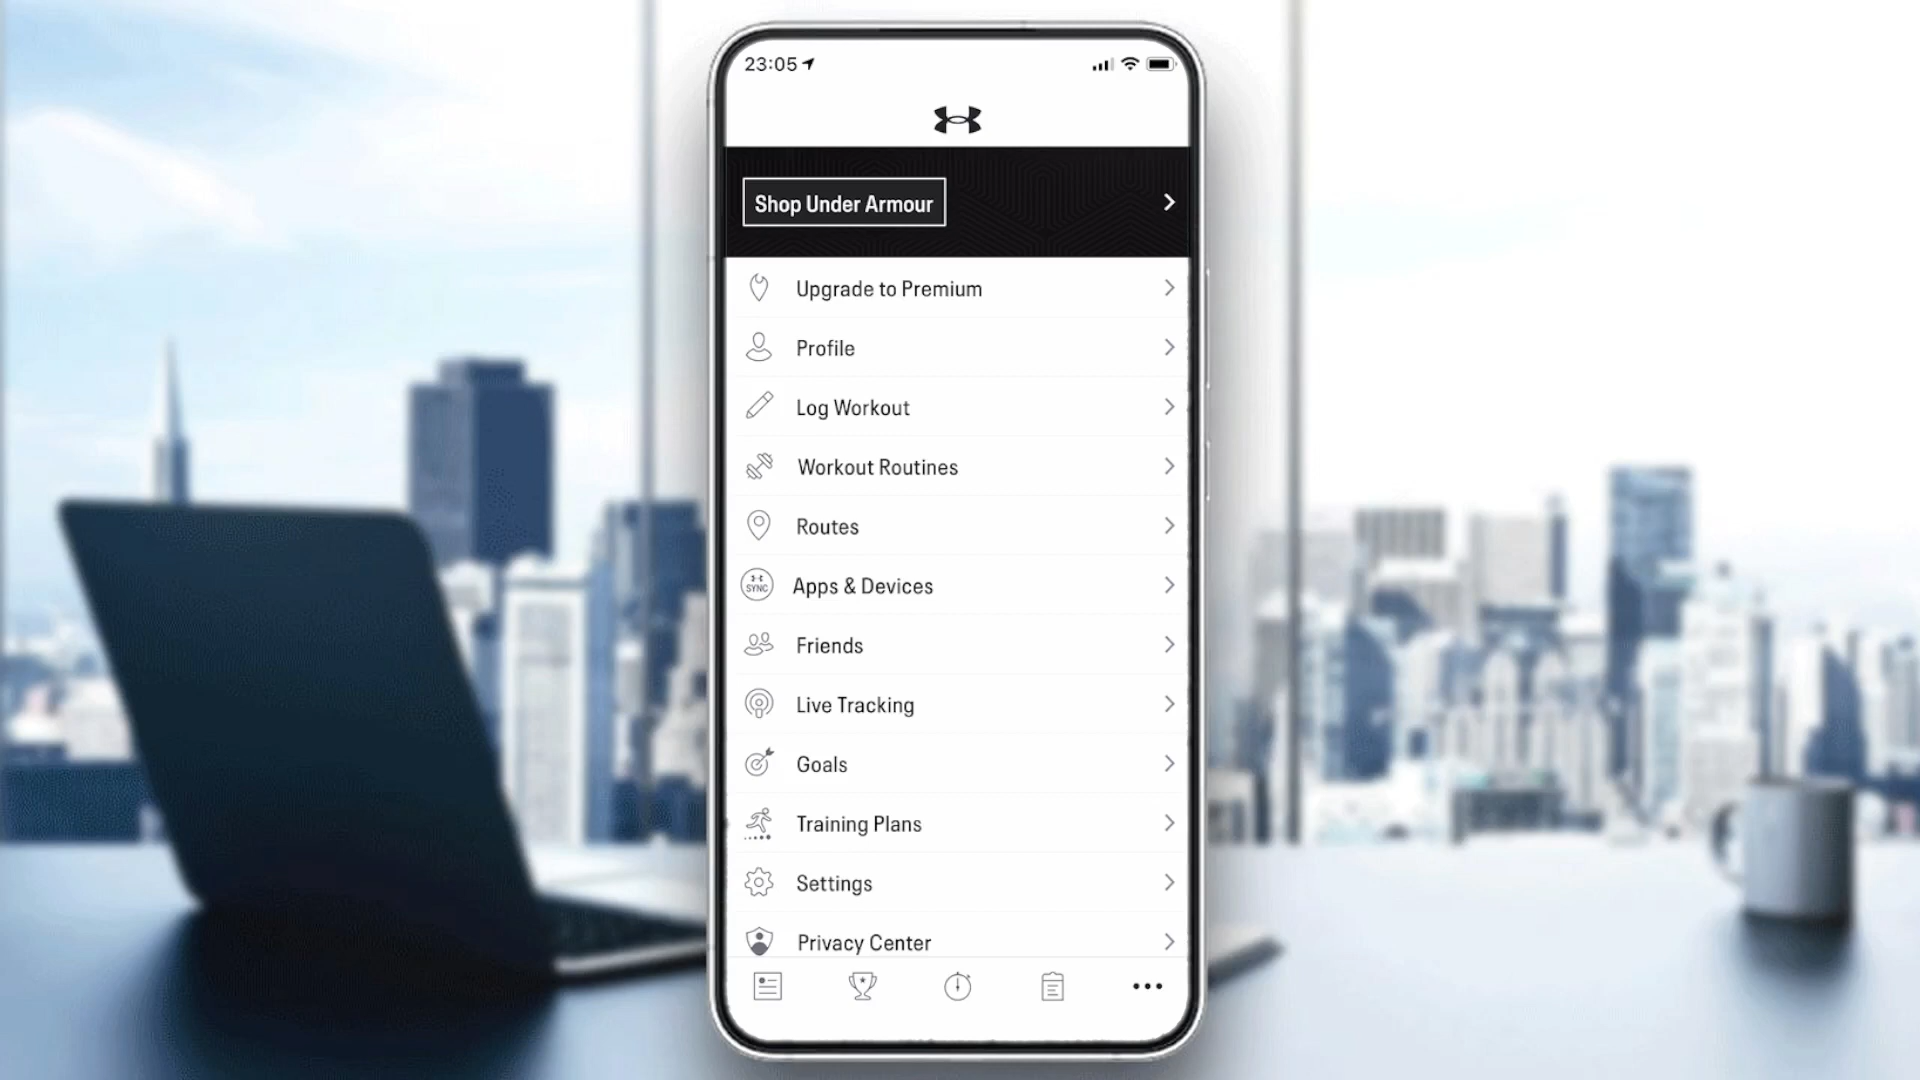 23:05
Shop Under Armour
Upgrade to Premium
Profile
Log Workout
Workout Routines
Routes
SYNC
Apps & Devices
Friends
Live Tracking
Goals
Training Plans
Settings
Privacy Center